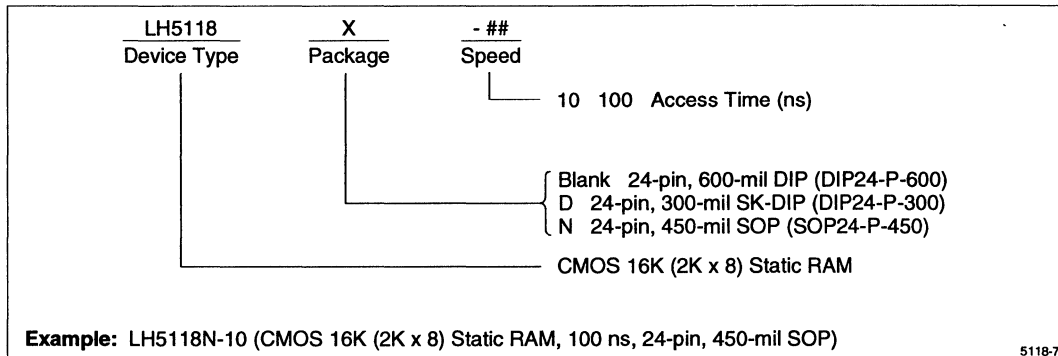 LH5118 X - ##
Device Type Package Speed
10 100 Access Time (ns)
Blank 24-pin, 600-mil DIP (DIP24-P-600)
D 24-pin, 300-mil SK-DIP (DIP24-P-300)
N 24-pin, 450-mil SOP (SOP24-P-450)
CMOS 16K (2K x 8) Static RAM
Example: LH5118N-10 (CMOS 16K (2K x 8) Static RAM, 100 ns, 24-pin, 450-mil SOP)
5118-7